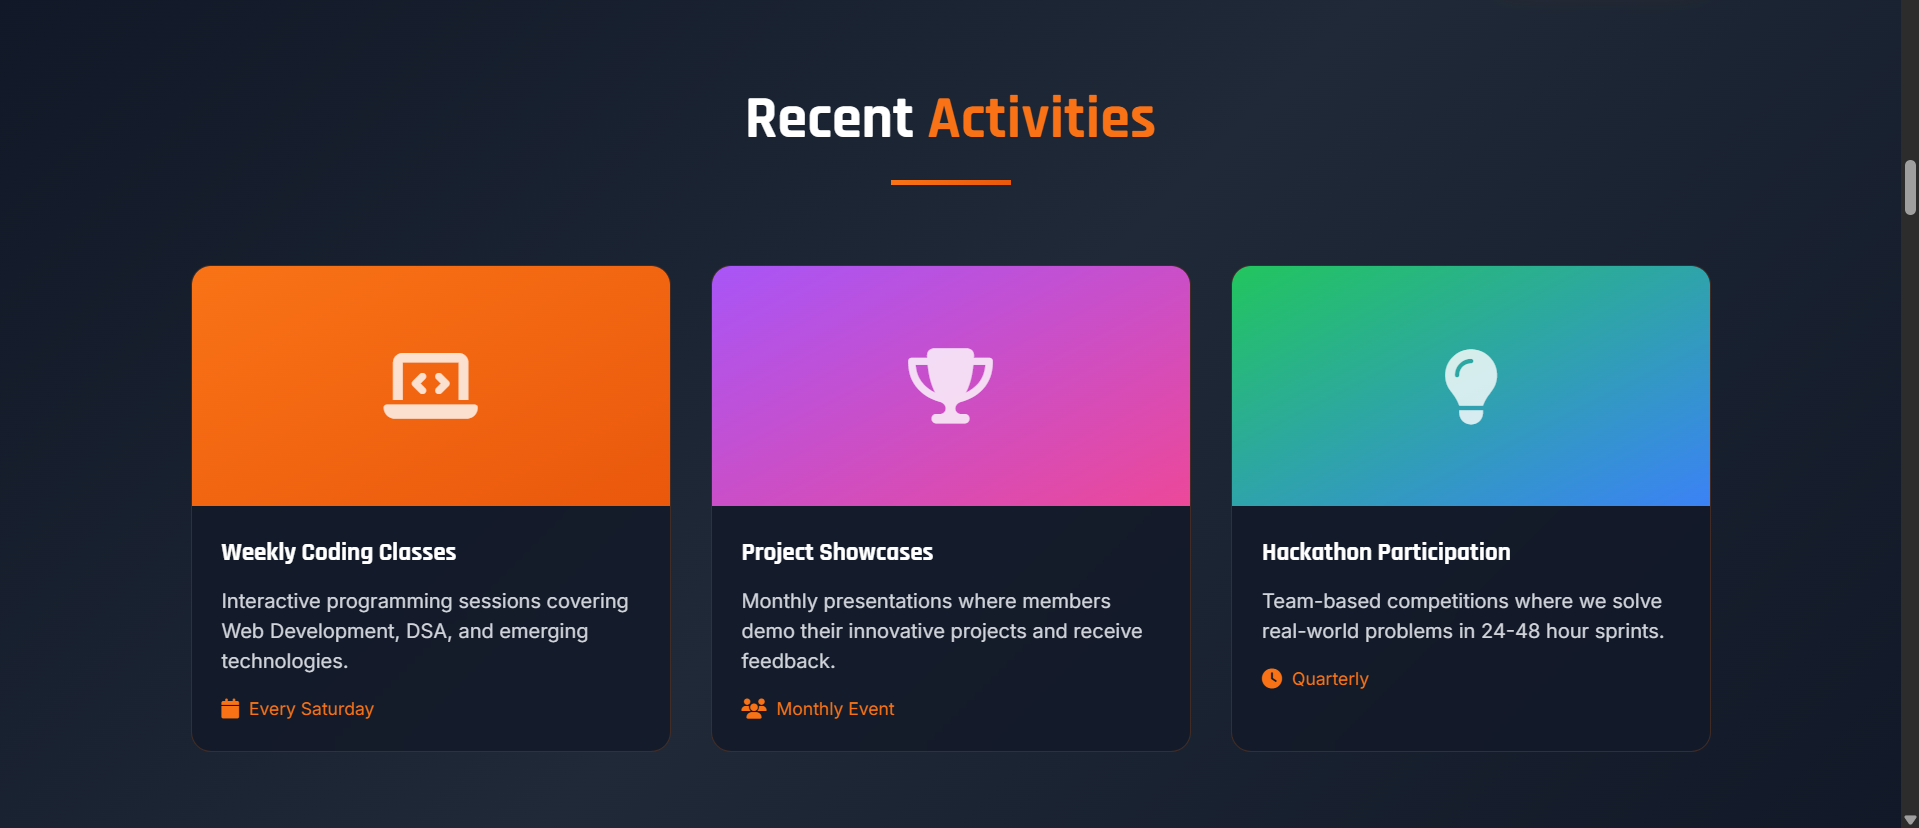 Recent Activities
Weekly Coding Classes
Interactive programming sessions covering
Web Development, DSA, and emerging
technologies.
Every Saturday
Project Showcases
Monthly presentations where members
demo their innovative projects and receive
feedback.
Monthly Event
Hackathon Participation
Team-based competitions where we solve
real-world problems in 24-48 hour sprints.
Quarterly